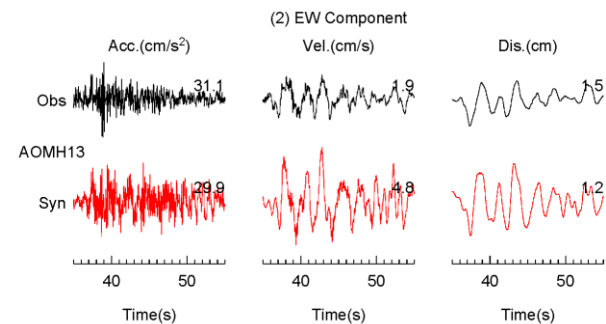 (2) EW Component
Acc.(cm/s²) Vel.(cm/s) Dis.(cm)
Obs 31.1 1.9 1.5
AOMH13
Syn 29.9 4.8 1.2
40 50 40 50 40 50
Time(s) Time(s) Time(s)